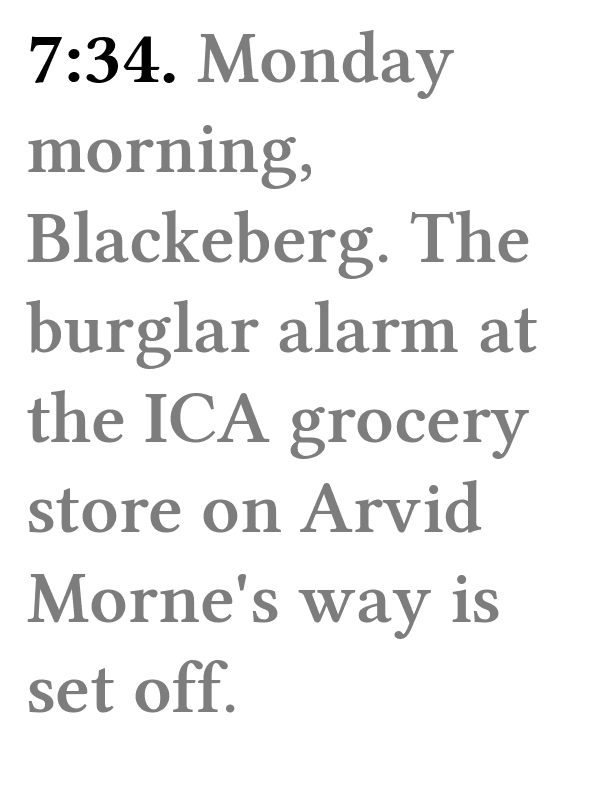 7:34. Monday
morning,
Blackeberg. The
burglar alarm at
the ICA grocery
store on Arvid
Morne's way is
set off.